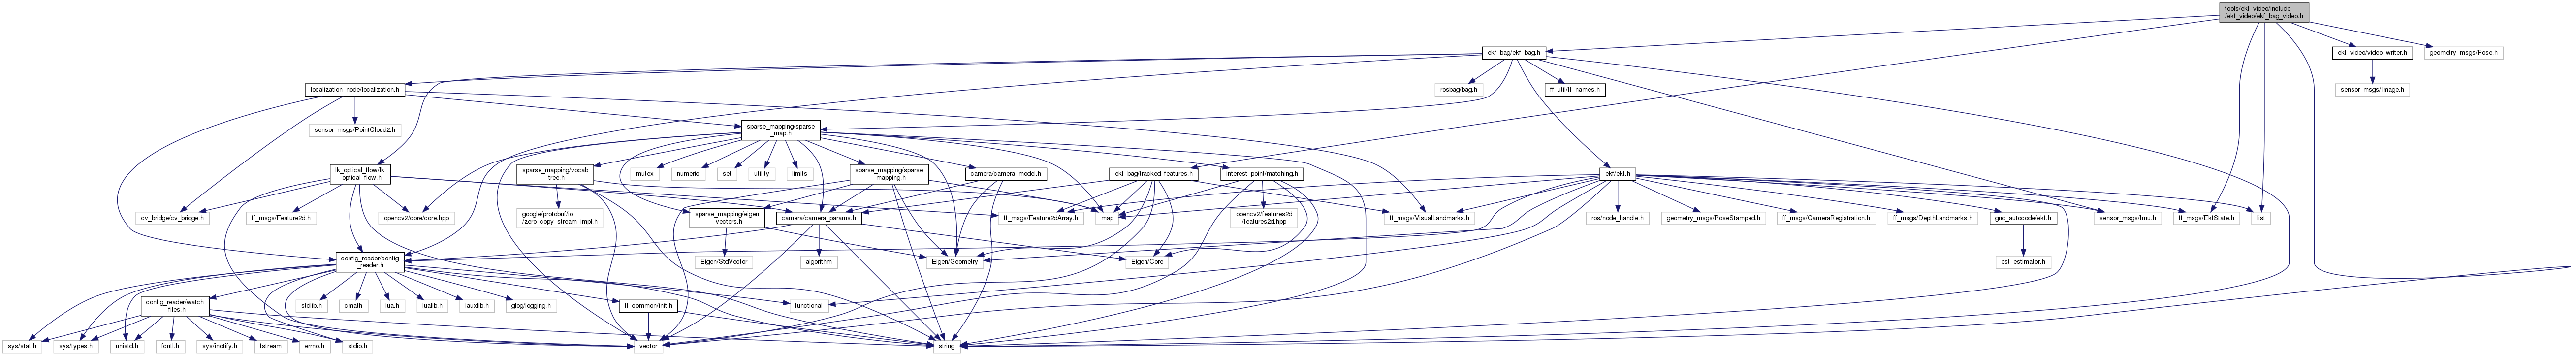 tools/ekf_video/include
/ekf_video/ekf_bag_video.h
ekf_bag/ekf_bag.h
ekf_video/video_writer.h
geometry_msgs/Pose.h
localization_node/localization.h
rosbag/bag.h
ff_util/ff_names.h
sensor_msgs/Image.h
sensor_msgs/PointCloud2.h
sparse_mapping/sparse
_map.h
lk_optical_flow/lk
_optical_flow.h
sparse_mapping/vocab
_tree.h
mutex
numeric
set
utility
limits
sparse_mapping/sparse
_mapping.h
camera/camera_model.h
ekf_bag/tracked_features.h
interest_point/matching.h
ekf/ekf.h
cv_bridge/cv_bridge.h
ff_msgs/Feature2d.h
opencv2/core/core.hpp
google/protobuf/io
/zero_copy_stream_impl.h
sparse_mapping/eigen
_vectors.h
camera/camera_params.h
ff_msgs/Feature2dArray.h
map
opencv2/features2d
/features2d.hpp
ff_msgs/VisualLandmarks.h
ros/node_handle.h
geometry_msgs/PoseStamped.h
ff_msgs/CameraRegistration.h
ff_msgs/DepthLandmarks.h
gnc_autocode/ekf.h
sensor_msgs/Imu.h
ff_msgs/EkfState.h
list
config_reader/config
_reader.h
Eigen/StdVector
algorithm
Eigen/Geometry
Eigen/Core
est_estimator.h
config_reader/watch
_files.h
stdlib.h
cmath
lua.h
lualib.h
lauxlib.h
glog/logging.h
ff_common/init.h
functional
sys/stat.h
sys/types.h
unistd.h
fcntl.h
sys/inotify.h
fstream
errno.h
stdio.h
vector
string